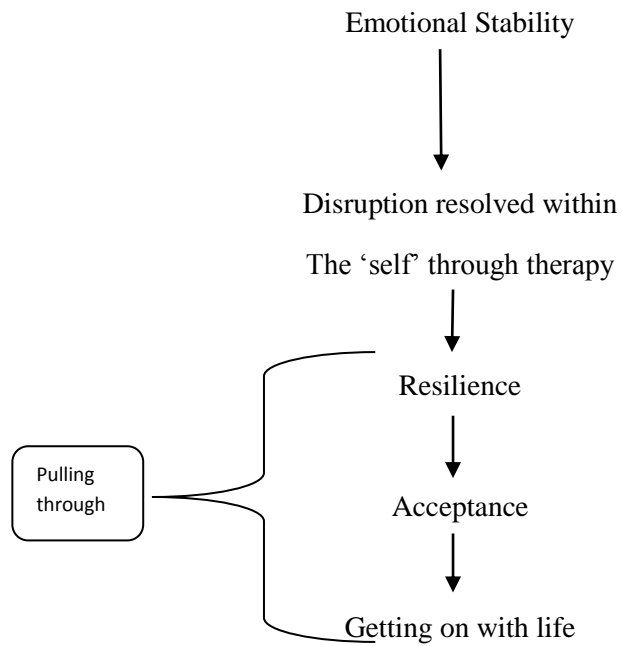 Emotional Stability
Disruption resolved within
The ‘self’ through therapy
Resilience
Pulling
through
Acceptance
Getting on with life